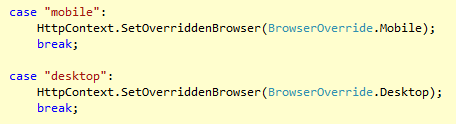 case "mobile":
HttpContext.SetOverriddenBrowser(BrowserOverride.Mobile);
break;
case "desktop":
HttpContext.SetOverriddenBrowser(BrowserOverride.Desktop);
break;